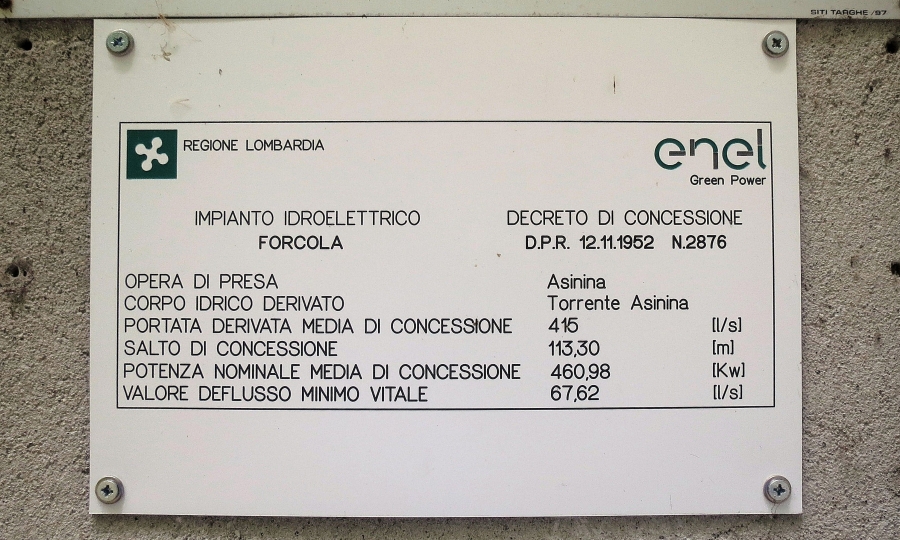 SITI TARGHE /97
REGIONE LOMBARDIA
enel
Green Power
IMPIANTO IDROELETTRICO
FORCOLA
DECRETO DI CONCESSIONE
D.P.R. 12.11.1952 N.2876
OPERA DI PRESA Asinina
CORPO IDRICO DERIVATO Torrente Asinina
PORTATA DERIVATA MEDIA DI CONCESSIONE 415 [l/s]
SALTO DI CONCESSIONE 113,30 [m]
POTENZA NOMINALE MEDIA DI CONCESSIONE 460,98 [Kw]
VALORE DEFLUSSO MINIMO VITALE 67,62 [l/s]